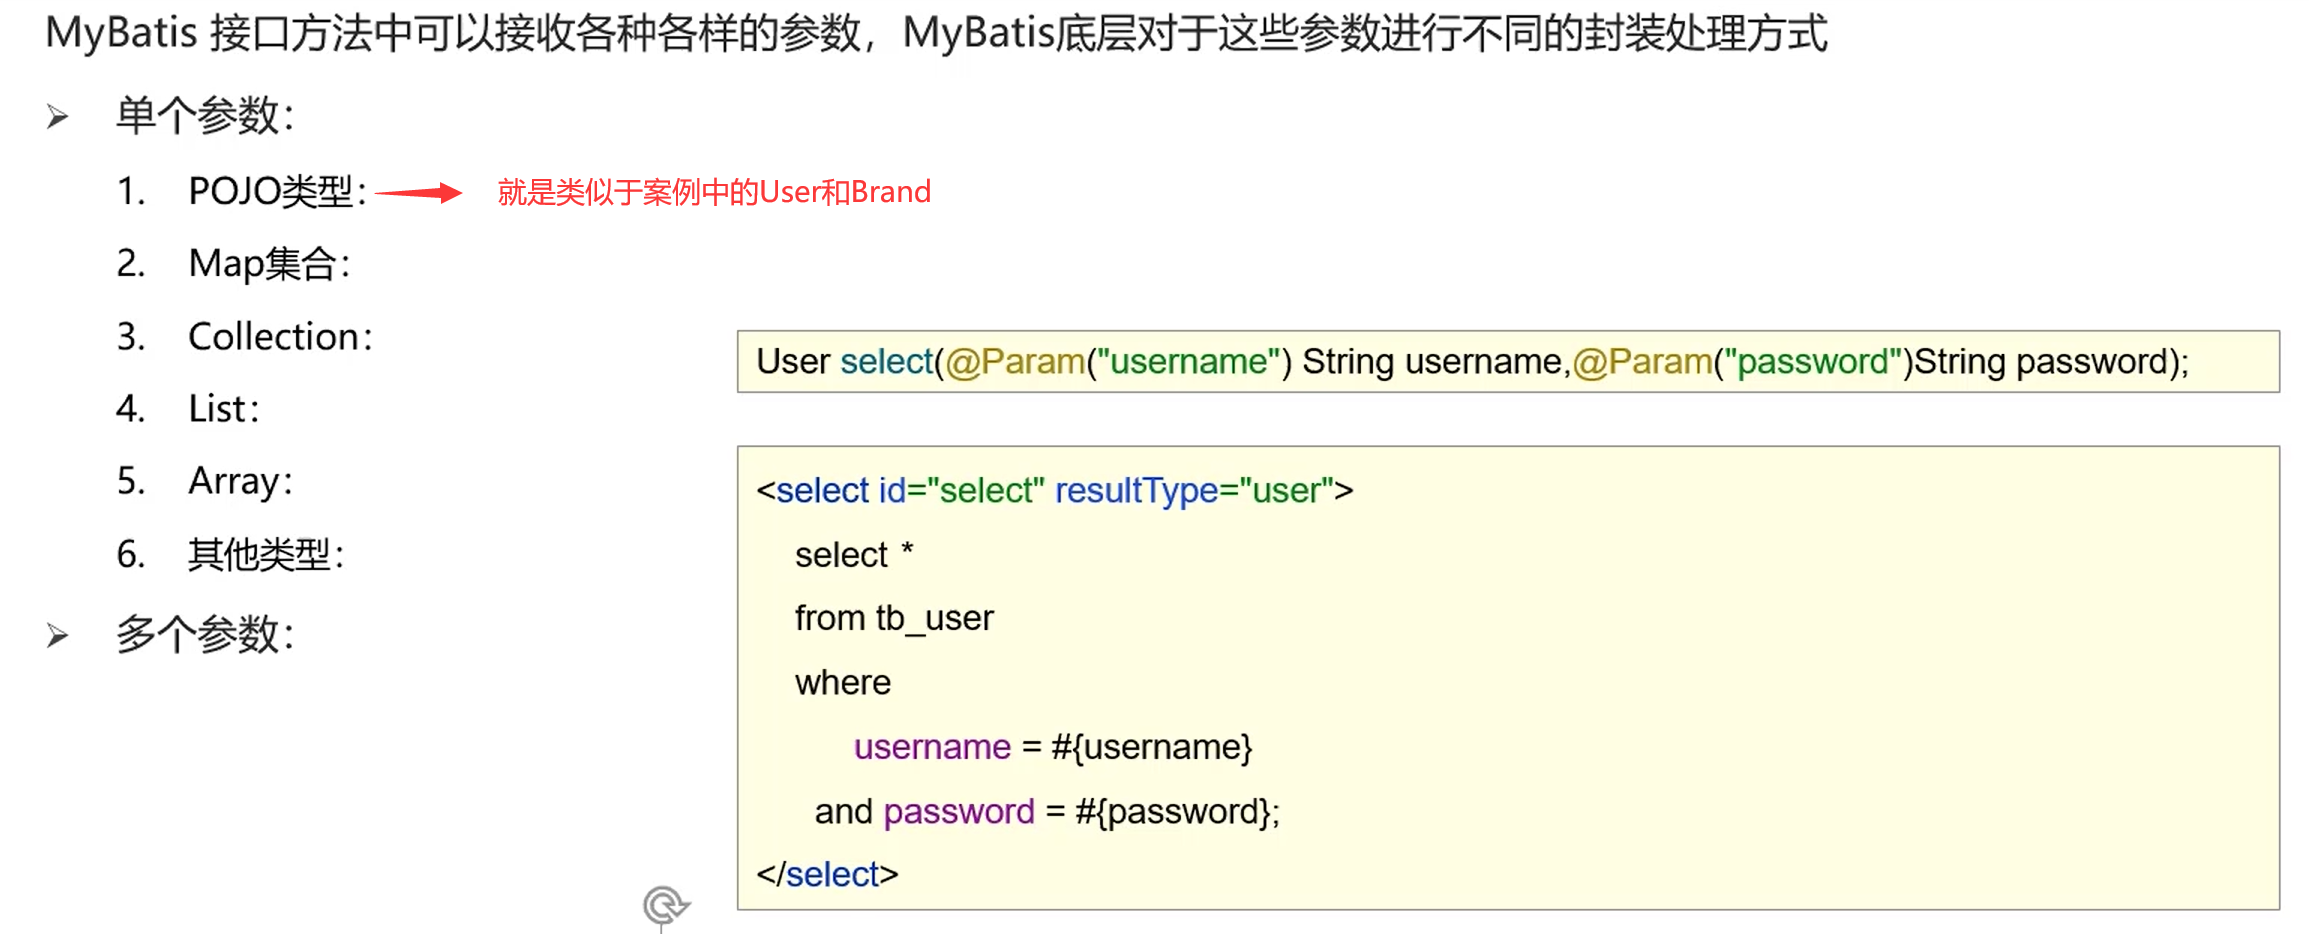 MyBatis 接口方法中可以接收各种各样的参数，MyBatis底层对于这些参数进行不同的封装处理方式
➢ 单个参数：
1. POJO类型： 就是类似于案例中的User和Brand
2. Map集合：
3. Collection：
4. List：
5. Array：
6. 其他类型：
➢ 多个参数：
User select(@Param("username") String username,@Param("password")String password);
<select id="select" resultType="user">
select *
from tb_user
where
username = #{username}
and password = #{password};
</select>